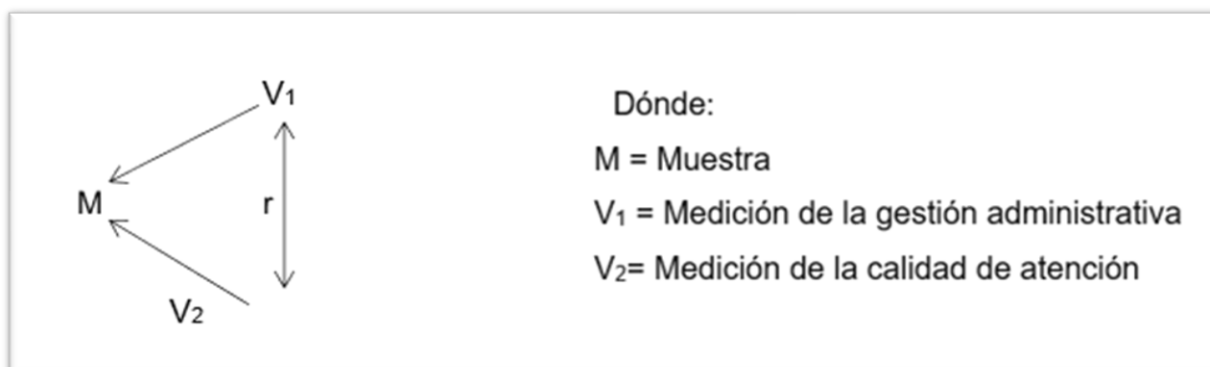 V₁
M
r
V₂
Dónde:
M = Muestra
V₁ = Medición de la gestión administrativa
V₂= Medición de la calidad de atención